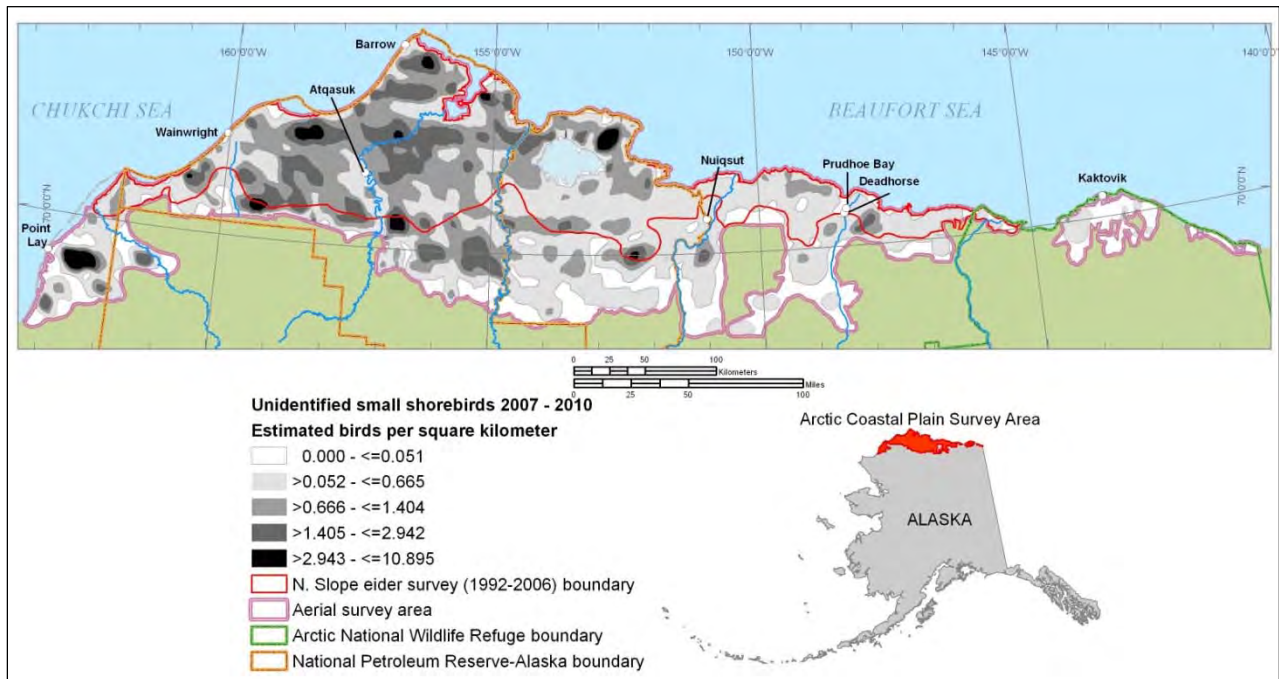 160°0'0"W
155°0'0"W
150°0'0"W
145°0'0"W
140°0'0"W
Barrow
Atqasuk
CHUKCHI SEA
BEAUFORT SEA
Wainwright
Nuiqsut
Prudhoe Bay
Deadhorse
Kaktovik
70°0'0"N
70°0'0"N
Point
Lay
0 25 50 100
Kilometers
Miles
0 25 50 100
Unidentified small shorebirds 2007 - 2010
Estimated birds per square kilometer
0.000 - <=0.051
>0.052 - <=0.665
>0.666 - <=1.404
>1.405 - <=2.942
>2.943 - <=10.895
N. Slope eider survey (1992-2006) boundary
Aerial survey area
Arctic National Wildlife Refuge boundary
National Petroleum Reserve-Alaska boundary
Arctic Coastal Plain Survey Area
ALASKA